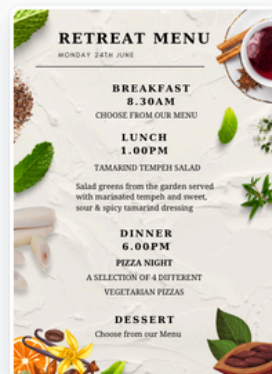 RETREAT MENU
MONDAY 24TH JUNE
BREAKFAST
8.30AM
CHOOSE FROM OUR MENU
LUNCH
1.00PM
TAMARIND TEMPEH SALAD
Salad greens from the garden served
with marinated tempeh and sweet,
sour & spicy tamarind dressing
DINNER
6.00PM
PIZZA NIGHT
A SELECTION OF 4 DIFFERENT
VEGETARIAN PIZZAS
DESSERT
Choose from our Menu